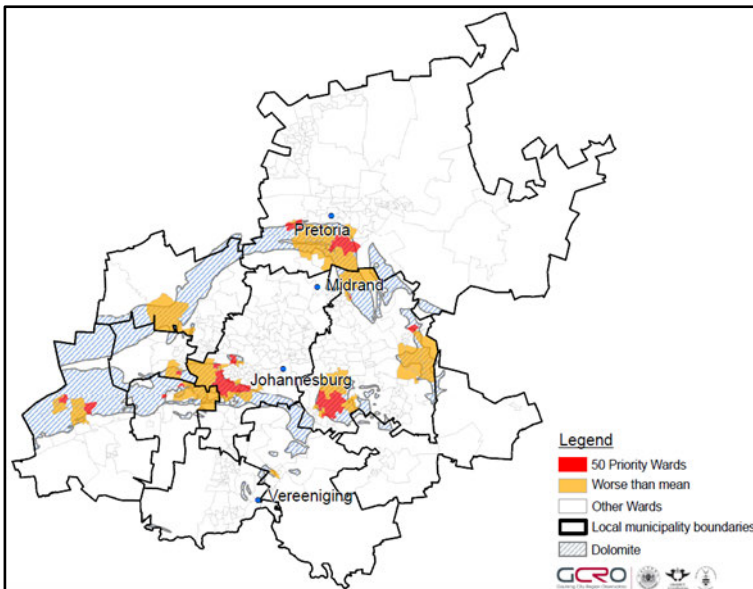 Pretoria
Midrand
Johannesburg
Vereeniging
Legend
50 Priority Wards
Worse than mean
Other Wards
Local municipality boundaries
Dolomite
GCRO